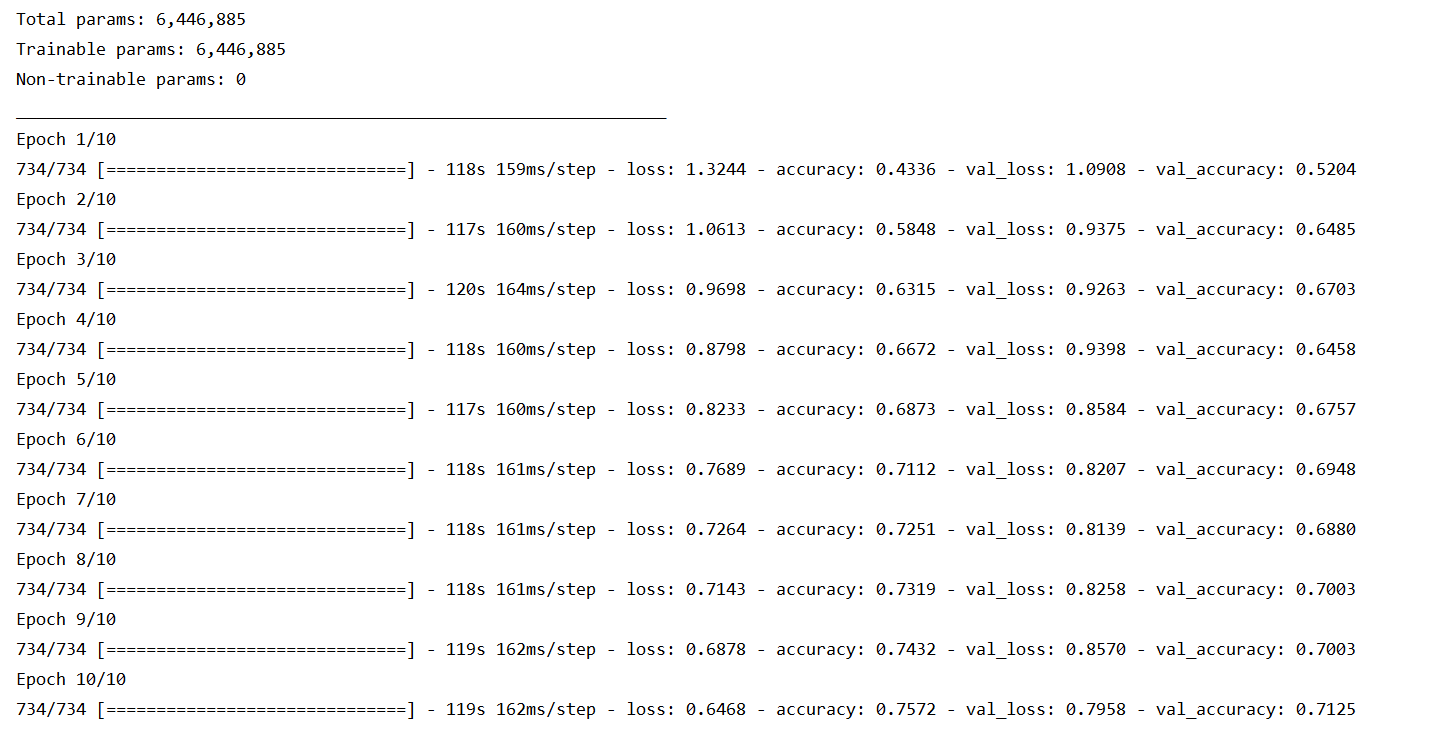 Total params: 6,446,885
Trainable params: 6,446,885
Non-trainable params: 0
_________________________________________________________________
Epoch 1/10
734/734 [==============================] - 118s 159ms/step - loss: 1.3244 - accuracy: 0.4336 - val_loss: 1.0908 - val_accuracy: 0.5204
Epoch 2/10
734/734 [==============================] - 117s 160ms/step - loss: 1.0613 - accuracy: 0.5848 - val_loss: 0.9375 - val_accuracy: 0.6485
Epoch 3/10
734/734 [==============================] - 120s 164ms/step - loss: 0.9698 - accuracy: 0.6315 - val_loss: 0.9263 - val_accuracy: 0.6703
Epoch 4/10
734/734 [==============================] - 118s 160ms/step - loss: 0.8798 - accuracy: 0.6672 - val_loss: 0.9398 - val_accuracy: 0.6458
Epoch 5/10
734/734 [==============================] - 117s 160ms/step - loss: 0.8233 - accuracy: 0.6873 - val_loss: 0.8584 - val_accuracy: 0.6757
Epoch 6/10
734/734 [==============================] - 118s 161ms/step - loss: 0.7689 - accuracy: 0.7112 - val_loss: 0.8207 - val_accuracy: 0.6948
Epoch 7/10
734/734 [==============================] - 118s 161ms/step - loss: 0.7264 - accuracy: 0.7251 - val_loss: 0.8139 - val_accuracy: 0.6880
Epoch 8/10
734/734 [==============================] - 118s 161ms/step - loss: 0.7143 - accuracy: 0.7319 - val_loss: 0.8258 - val_accuracy: 0.7003
Epoch 9/10
734/734 [==============================] - 119s 162ms/step - loss: 0.6878 - accuracy: 0.7432 - val_loss: 0.8570 - val_accuracy: 0.7003
Epoch 10/10
734/734 [==============================] - 119s 162ms/step - loss: 0.6468 - accuracy: 0.7572 - val_loss: 0.7958 - val_accuracy: 0.7125